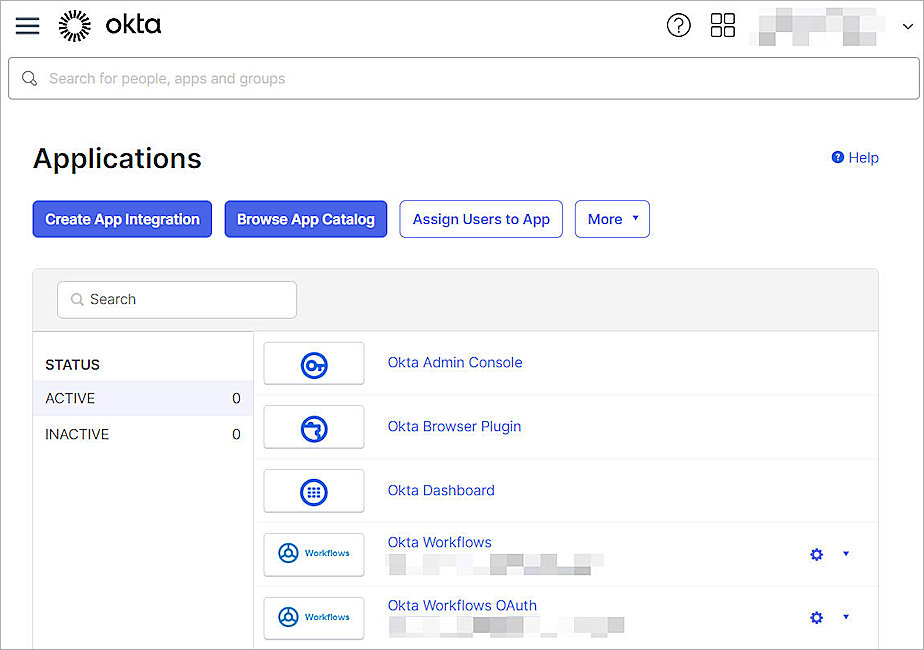 okta
Search for people, apps and groups
Applications
Help
Create App Integration Browse App Catalog Assign Users to App More
Search
STATUS
ACTIVE 0
INACTIVE 0
Okta Admin Console
Okta Browser Plugin
Okta Dashboard
Workflows Okta Workflows
Workflows Okta Workflows OAuth